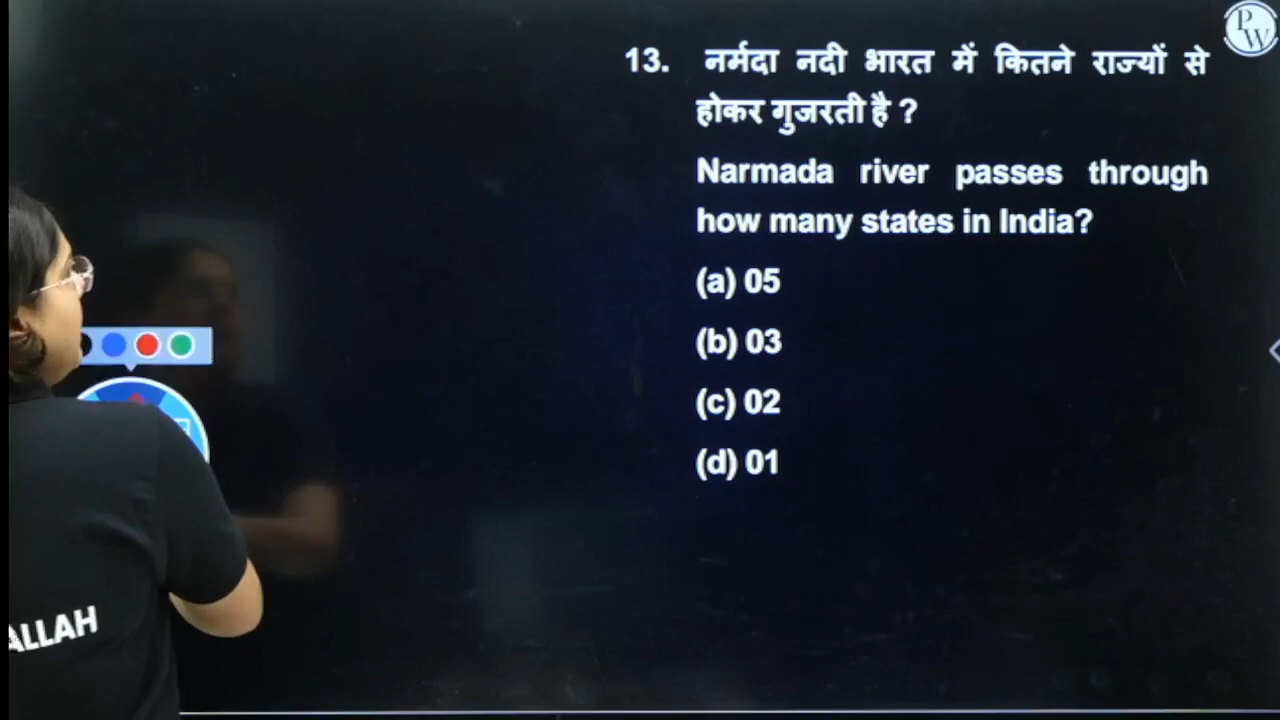 PW
13. नर्मदा नदी भारत में कितने राज्यों से
होकर गुजरती है ?
Narmada river passes through
how many states in India?
(a) 05
(b) 03
(c) 02
(d) 01
ALLAH